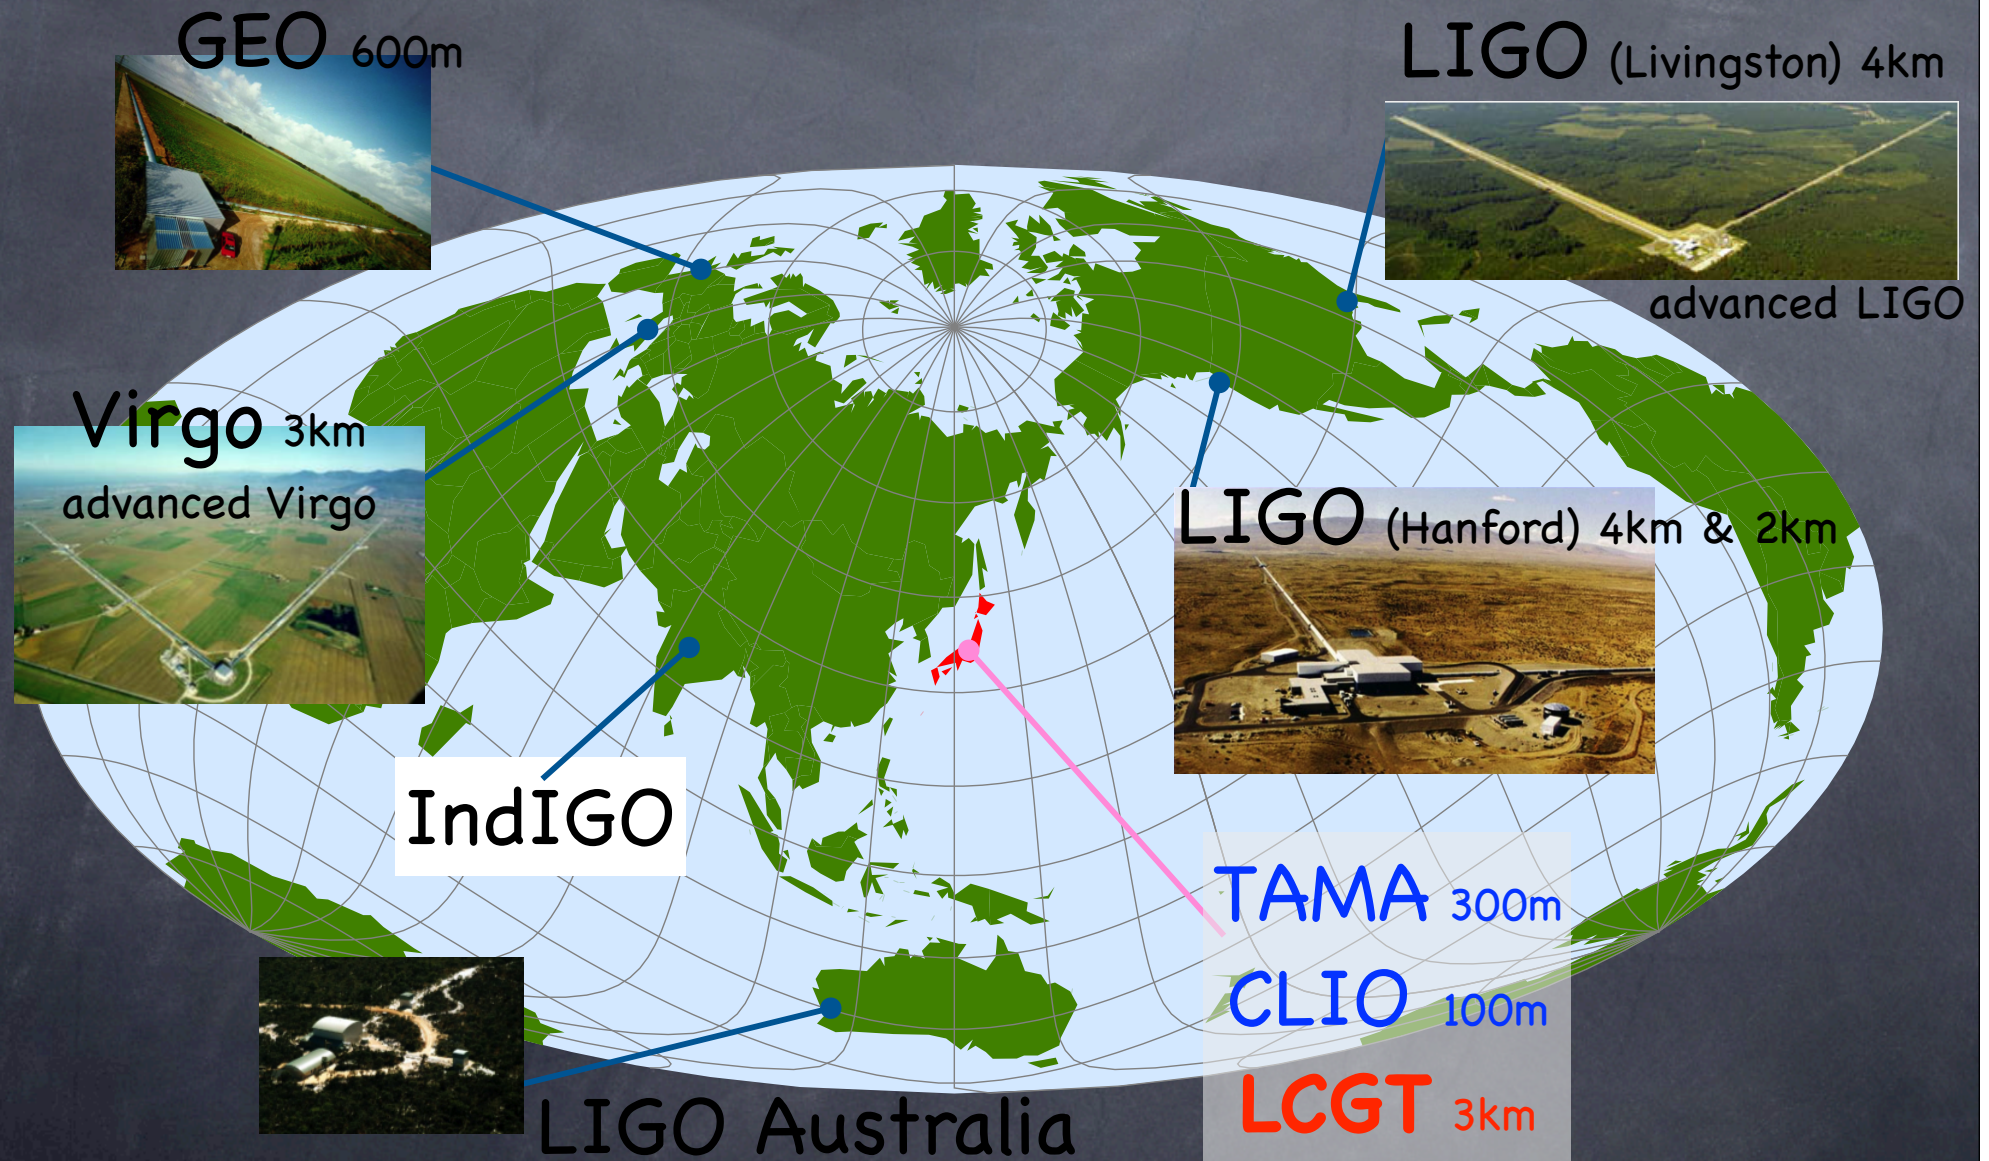 GEO 600m
LIGO (Livingston) 4km
advanced LIGO
Virgo 3km
advanced Virgo
LIGO (Hanford) 4km & 2km
IndIGO
TAMA 300m
CLIO 100m
LCGT 3km
LIGO Australia